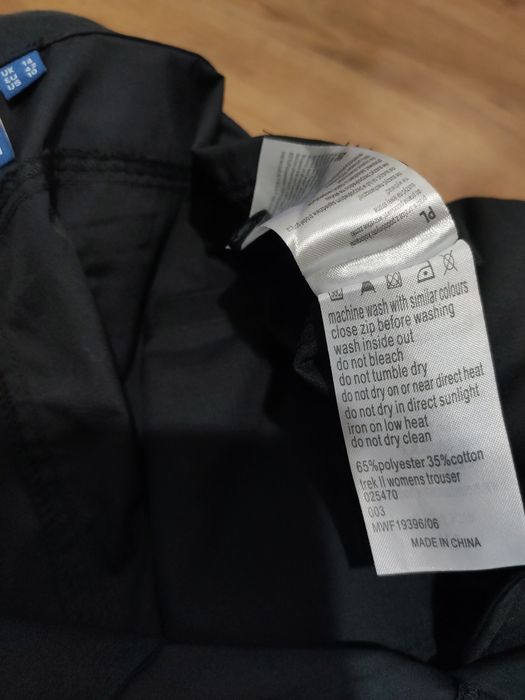 UK 14
EU 42
US 10
PL
machine wash with similar colours
close zip before washing
wash inside out
do not bleach
do not tumble dry
do not dry on or near direct heat
do not dry in direct sunlight
iron on low heat
do not dry clean
65%polyester 35%cotton
trek II womens trouser
025470
003
MWF19396/06
MADE IN CHINA